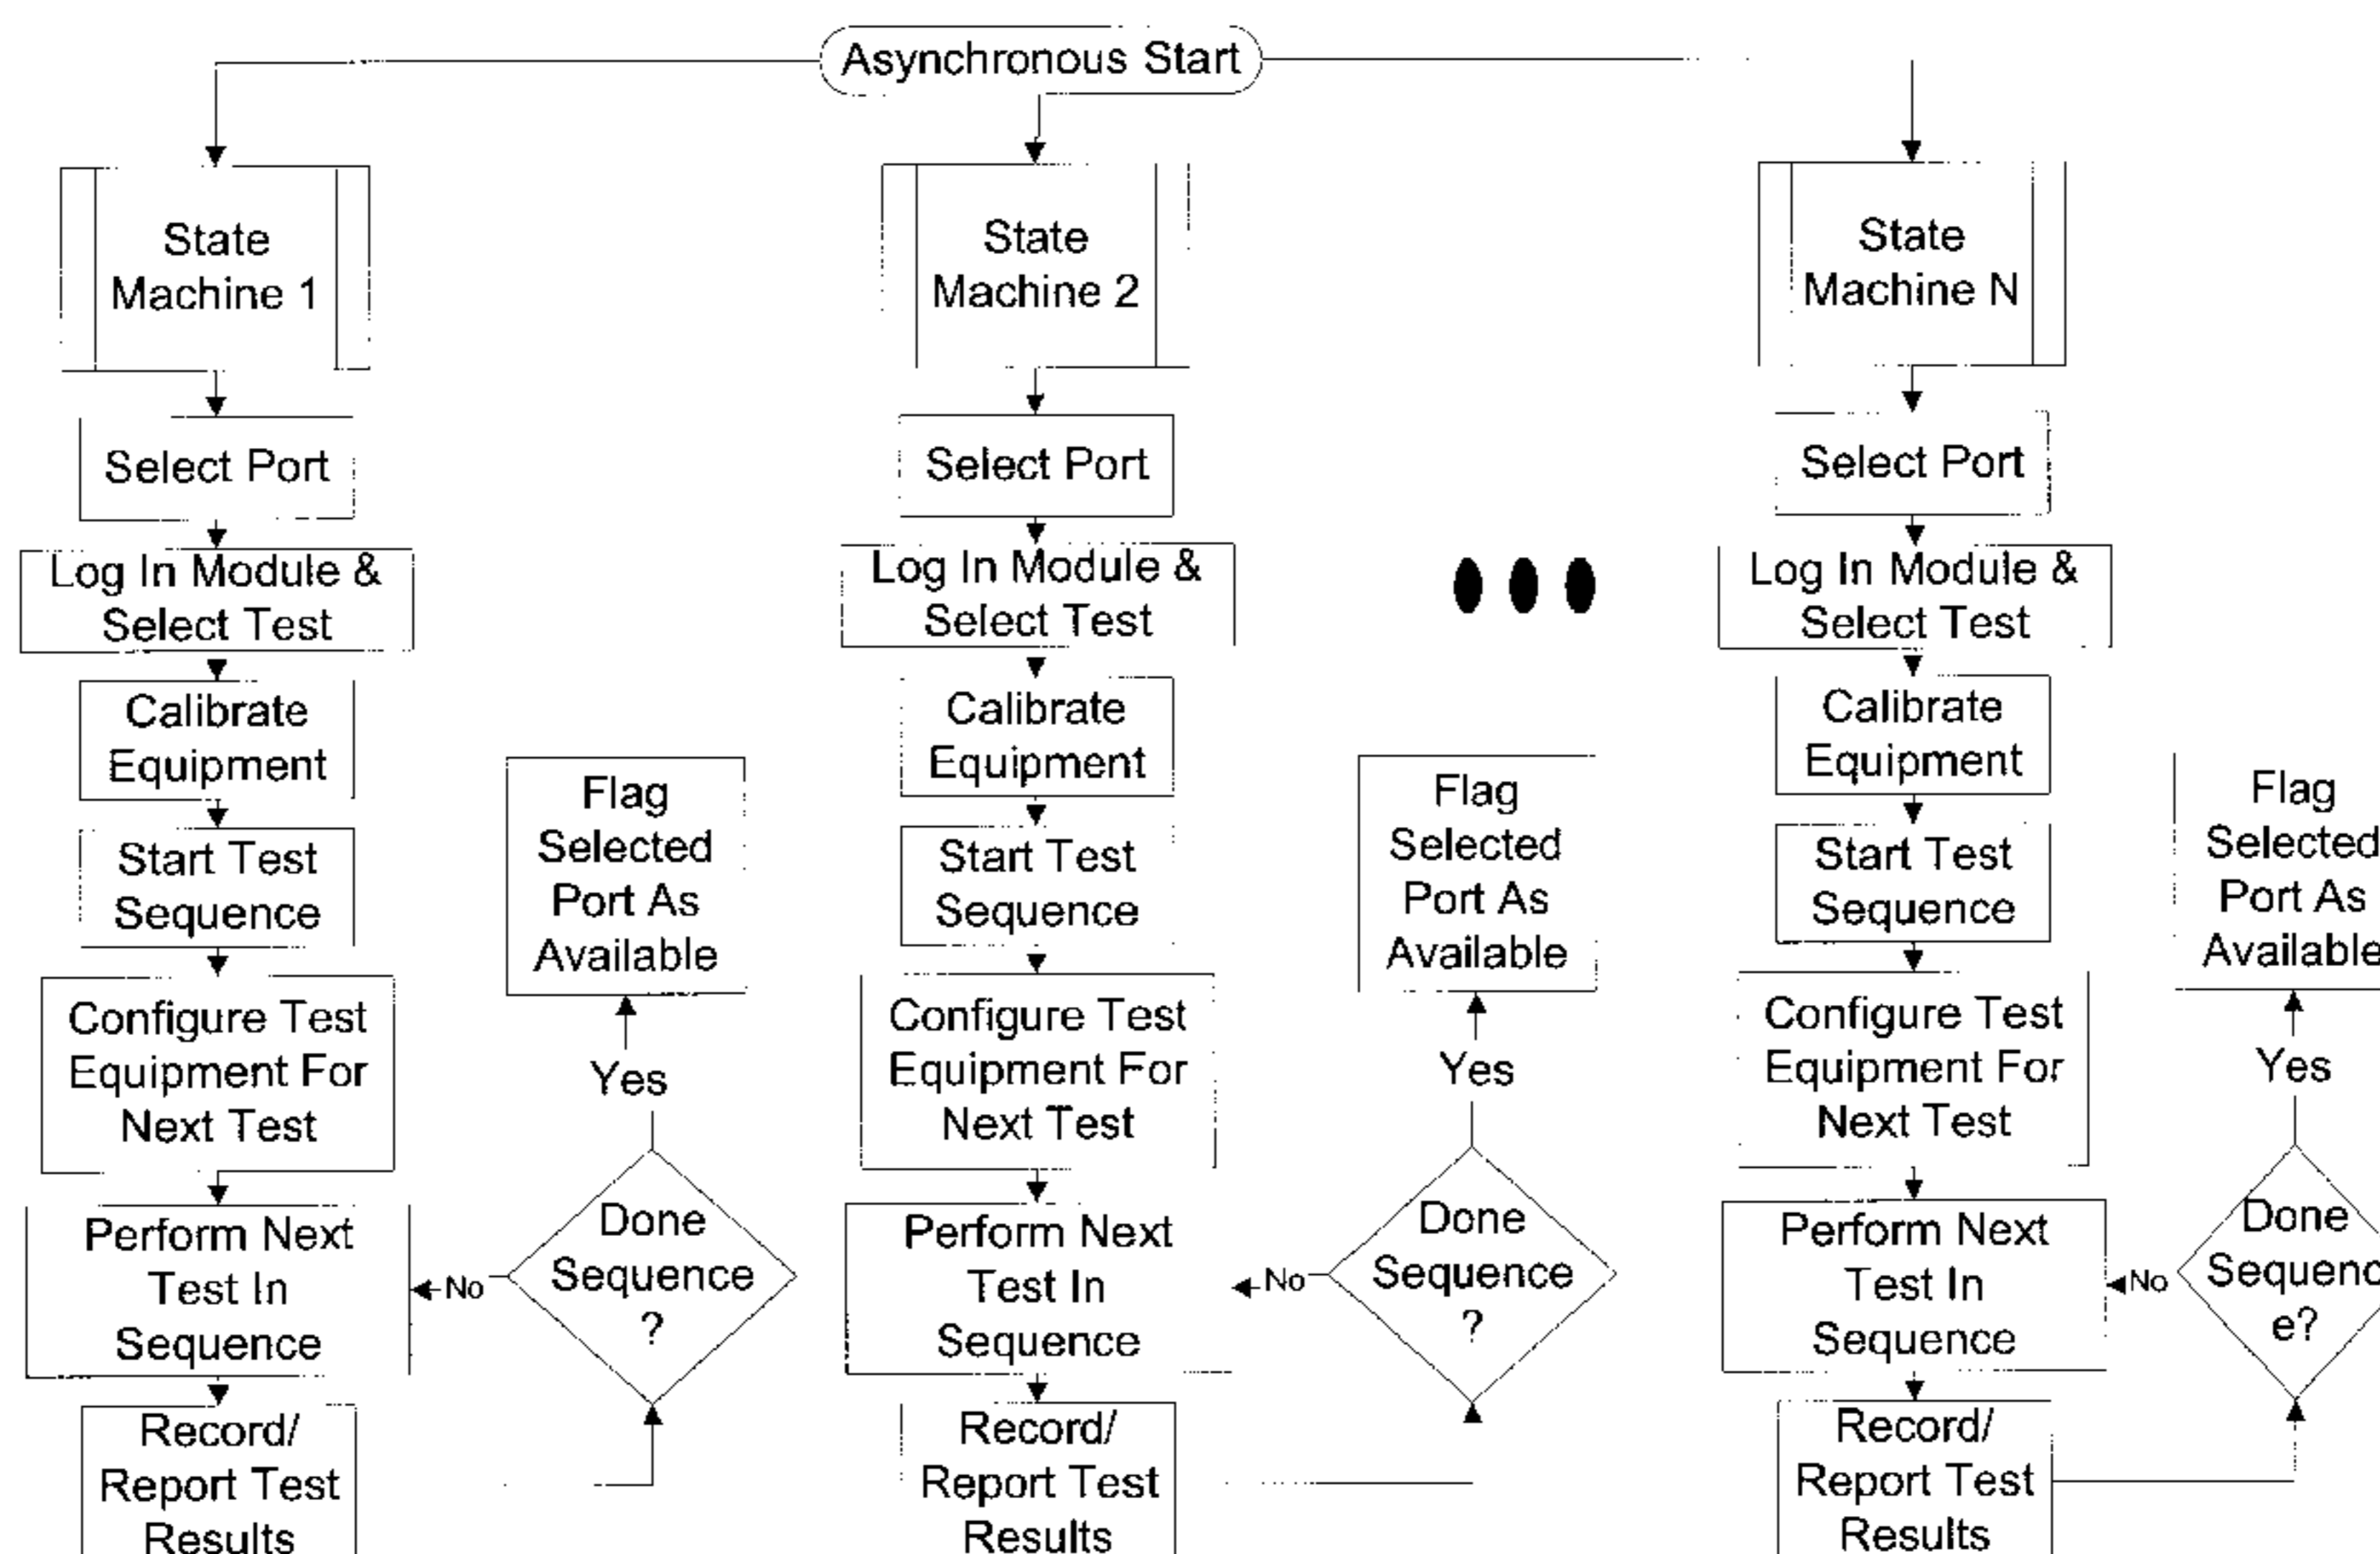 Asynchronous Start
State
Machine 1
Select Port
Log In Module &
Select Test
Calibrate
Equipment
Start Test
Sequence
Configure Test
Equipment For
Next Test
Perform Next
Test In
Sequence
Record/
Report Test
Results
Flag
Selected
Port As
Available
Yes
Done
Sequence
?
No
State
Machine 2
Select Port
Log In Module &
Select Test
Calibrate
Equipment
Start Test
Sequence
Configure Test
Equipment For
Next Test
Perform Next
Test In
Sequence
Record/
Report Test
Results
Flag
Selected
Port As
Available
Yes
Done
Sequence
?
No
State
Machine N
Select Port
Log In Module &
Select Test
Calibrate
Equipment
Start Test
Sequence
Configure Test
Equipment For
Next Test
Perform Next
Test In
Sequence
Record/
Report Test
Results
Flag
Selected
Port As
Available
Yes
Done
Sequenc
e?
No